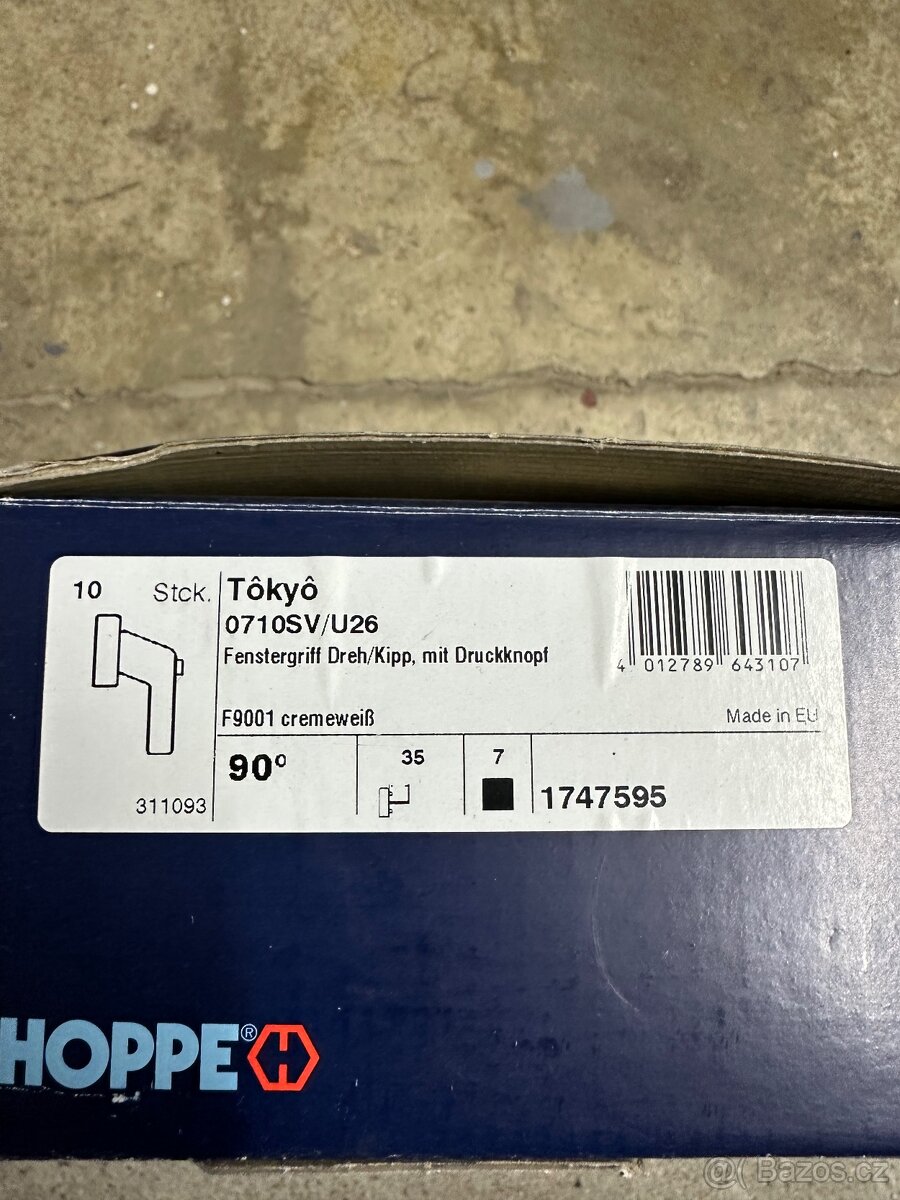 10 Stck.
Tôkyô
0710SV/U26
Fenstergriff Dreh/Kipp, mit Druckknopf
4 012789 643107
F9001 cremeweiß
Made in EU
90°
35
7
1747595
311093
HOPPE®
@ Bazos.cz